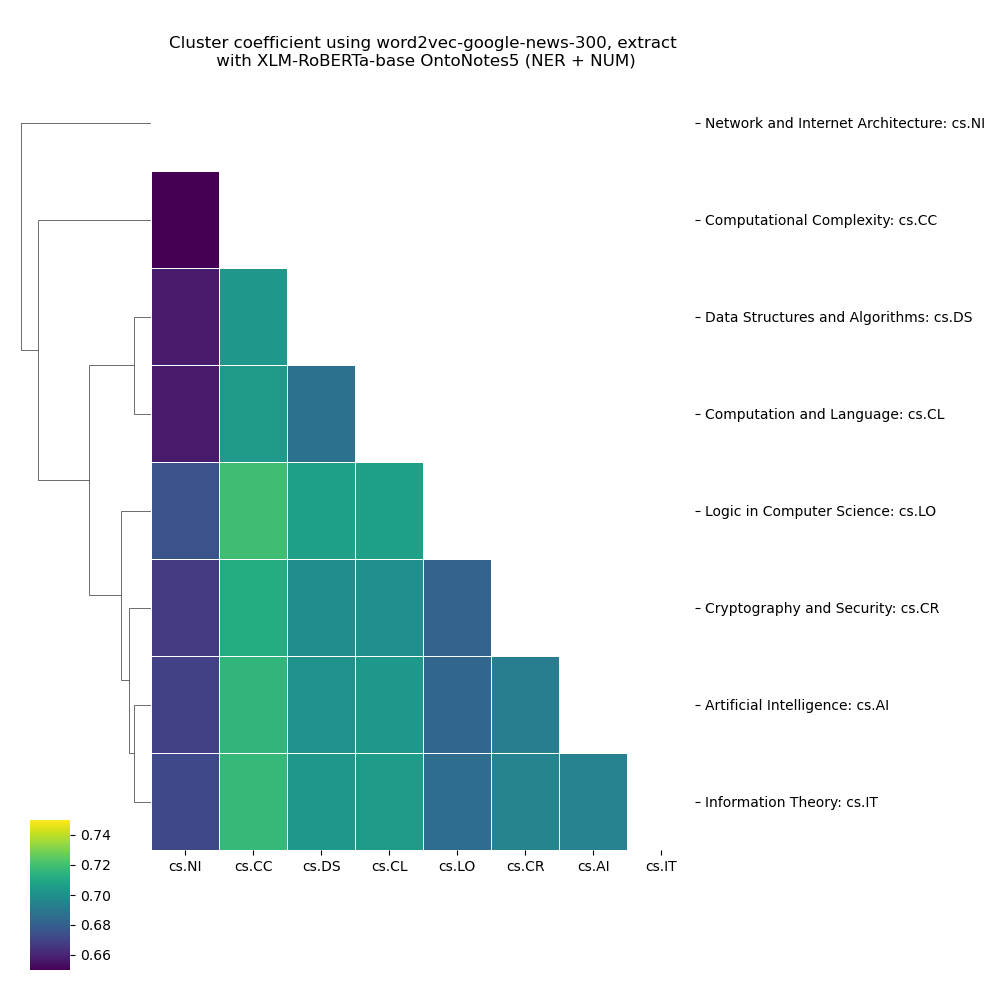 Cluster coefficient using word2vec-google-news-300, extract
with XLM-RoBERTa-base OntoNotes5 (NER + NUM)
Network and Internet Architecture: cs.NI
Computational Complexity: cs.CC
Data Structures and Algorithms: cs.DS
Computation and Language: cs.CL
Logic in Computer Science: cs.LO
Cryptography and Security: cs.CR
Artificial Intelligence: cs.AI
Information Theory: cs.IT
cs.NI cs.CC cs.DS cs.CL cs.LO cs.CR cs.AI cs.IT
0.74
0.72
0.70
0.68
0.66